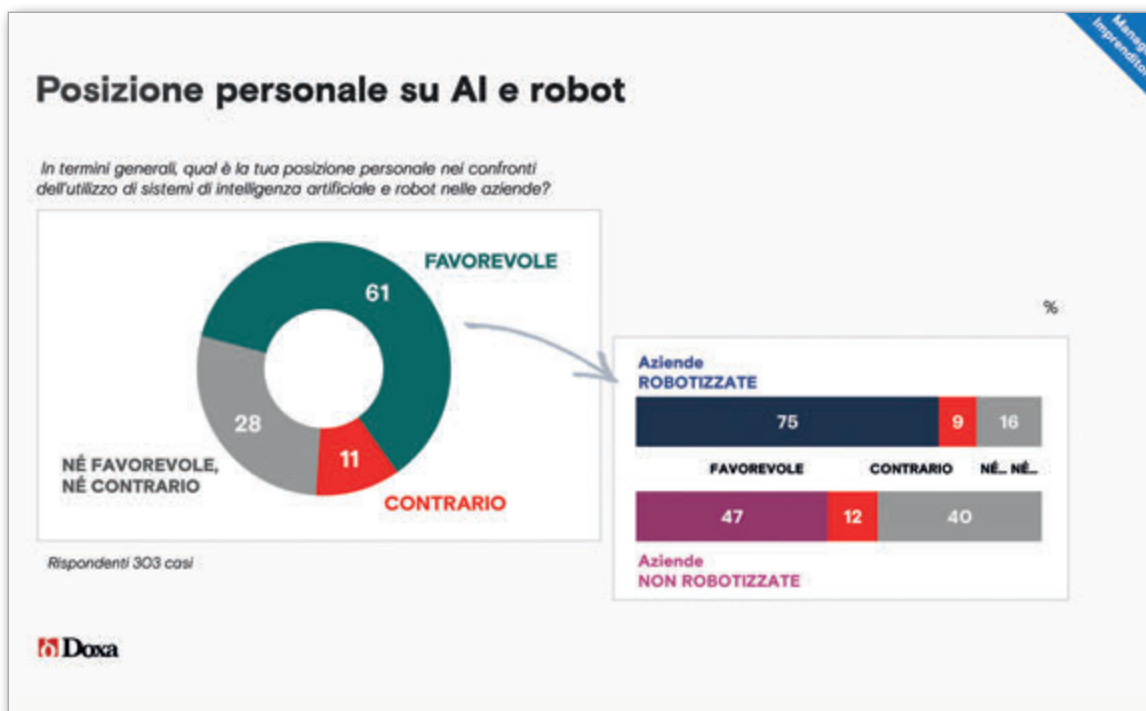 Posizione personale su AI e robot
In termini generali, qual è la tua posizione personale nei confronti
dell'utilizzo di sistemi di intelligenza artificiale e robot nelle aziende?
FAVOREVOLE
61
28
11
NÉ FAVOREVOLE,
NÉ CONTRARIO
CONTRARIO
Rispondenti 303 casi
%
Aziende
ROBOTIZZATE
75 9 16
FAVOREVOLE CONTRARIO NÉ... NÉ...
47 12 40
Aziende
NON ROBOTIZZATE
Doxa